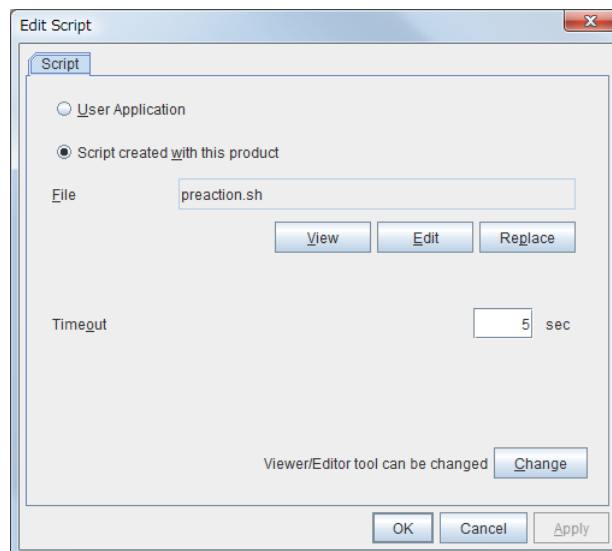 Edit Script
Script
User Application
Script created with this product
File preaction.sh
View Edit Replace
Timeout 5 sec
Viewer/Editor tool can be changed Change
OK Cancel Apply